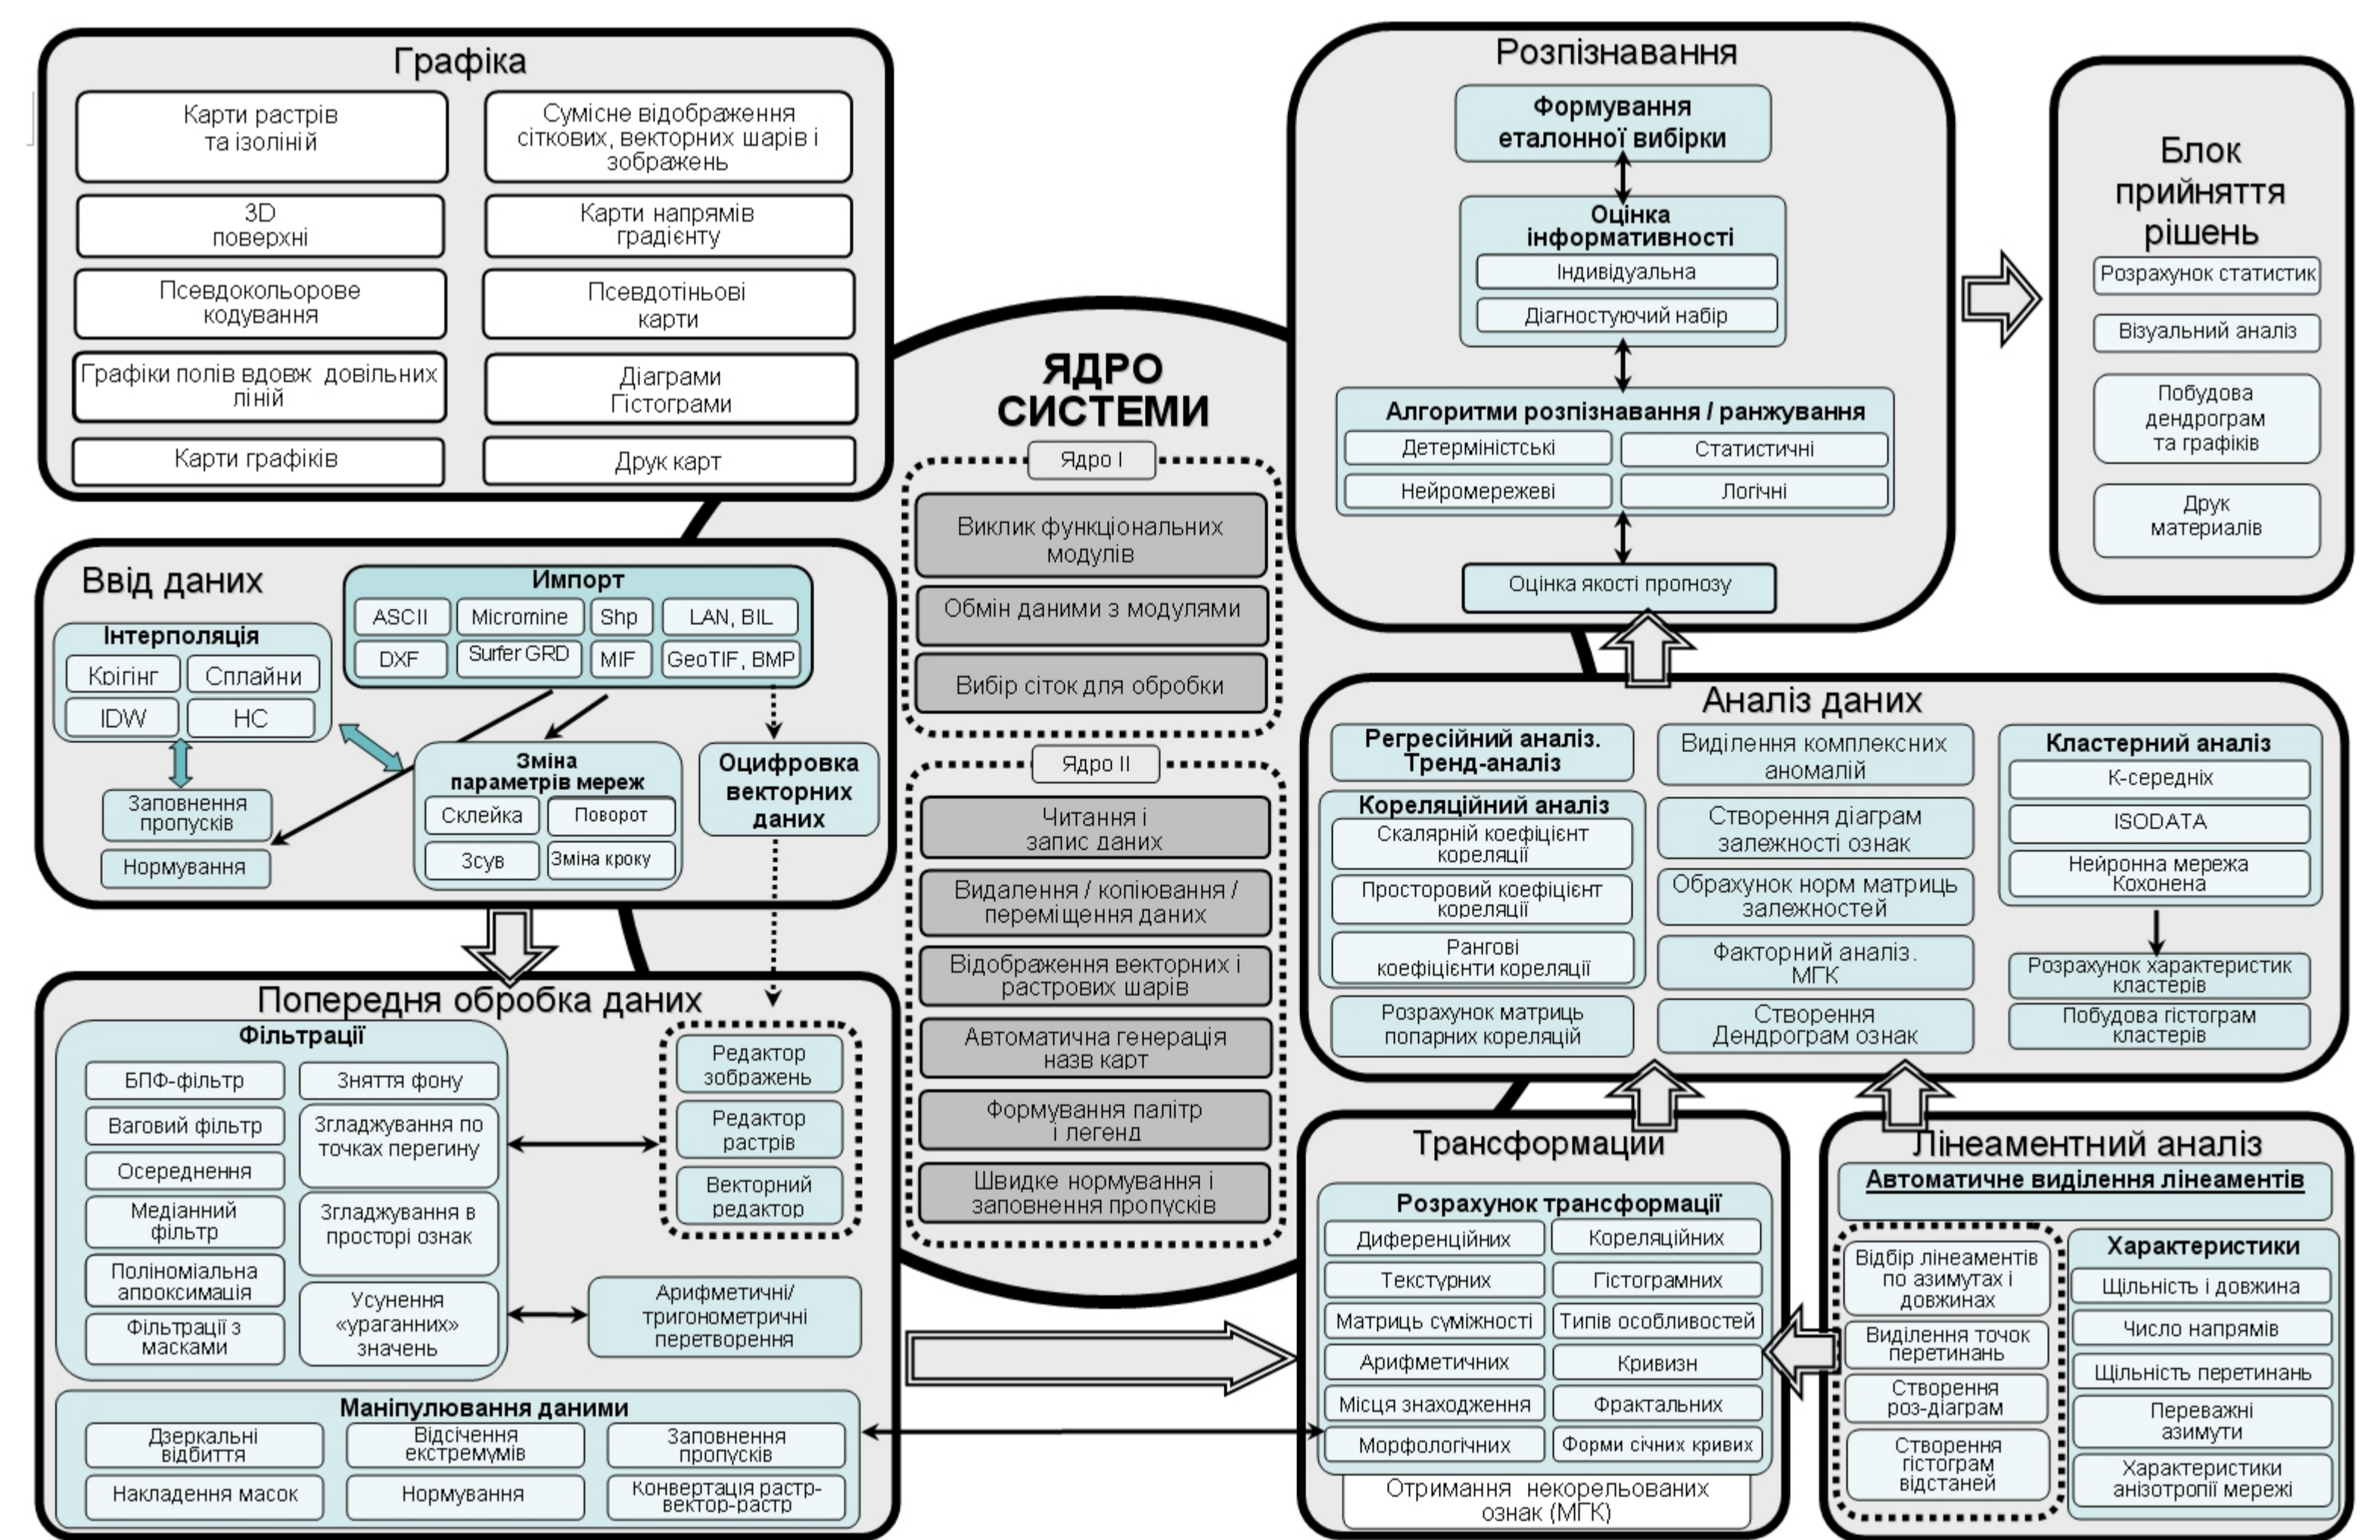 Графіка
Карти растрів
та ізоліній
Сумісне відображення
сіткових, векторних шарів і
зображень
3D
поверхні
Карти напрямів
градієнту
Псевдокольорове
кодування
Псевдотіньові
карти
Графіки полів вдовж довільних
ліній
Діаграми
Гістограми
Карти графіків
Друк карт
Ввід даних
Импорт
ASCII
Micromine
Shp
LAN, BIL
DXF
Surfer GRD
MIF
GeoTIF, BMP
Інтерполяція
Крігінг
Сплайни
IDW
НС
Заповнення
пропусків
Нормування
Зміна
параметрів мереж
Склейка
Поворот
Зсув
Зміна кроку
Оцифровка
векторних
даних
Попередня обробка даних
Фільтрації
БПФ-фільтр
Зняття фону
Ваговий фільтр
Згладжування по
точках перегину
Осереднення
Медіанний
фільтр
Згладжування в
просторі ознак
Поліноміальна
апроксимація
Усунення
«ураганних»
значень
Фільтрації з
масками
Редактор
зображень
Редактор
растрів
Векторний
редактор
Арифметичні/
тригонометричні
перетворення
Маніпулювання даними
Дзеркальні
відбиття
Відсічення
екстремумів
Заповнення
пропусків
Накладення масок
Нормування
Конвертація растр-
вектор-растр
ЯДРО
СИСТЕМИ
Ядро I
Виклик функціональних
модулів
Обмін даними з модулями
Вибір сіток для обробки
Ядро II
Читання і
запис даних
Видалення / копіювання /
переміщення даних
Відображення векторних і
растрових шарів
Автоматична генерація
назв карт
Формування палітр
і легенд
Швидке нормування і
заповнення пропусків
Розпізнавання
Формування
еталонної вибірки
Оцінка
інформативності
Індивідуальна
Діагностуючий набір
Алгоритми розпізнавання / ранжування
Детерміністські
Статистичні
Нейромережеві
Логічні
Оцінка якості прогнозу
Блок
прийняття
рішень
Розрахунок статистик
Візуальний аналіз
Побудова
дендрограм
та графіків
Друк
материалів
Аналіз даних
Регресійний аналіз.
Тренд-аналіз
Кореляційний аналіз
Скалярній коефіцієнт
кореляції
Просторовий коефіцієнт
кореляції
Рангові
коефіцієнти кореляції
Розрахунок матриць
попарних кореляцій
Виділення комплексних
аномалій
Створення діаграм
залежності ознак
Обрахунок норм матриць
залежностей
Факторний аналіз.
МГК
Створення
Дендрограм ознак
Кластерний аналіз
К-середніх
ISODATA
Нейронна мережа
Кохонена
Розрахунок характеристик
кластерів
Побудова гістограм
кластерів
Трансформации
Розрахунок трансформації
Диференційних
Кореляційних
Текстурних
Гістограмних
Матриць суміжності
Типів особливостей
Арифметичних
Кривизн
Місця знаходження
Фрактальних
Морфологічних
Форми січних кривих
Отримання некорельованих
ознак (МГК)
Лінеаментний аналіз
Автоматичне виділення лінеаментів
Відбір лінеаментів
по азимутах і
довжинах
Виділення точок
перетинань
Створення
роз-діаграм
Створення
гістограм
відстаней
Характеристики
Щільність і довжина
Число напрямів
Щільність перетинань
Переважні
азимути
Характеристики
анізотропії мережі